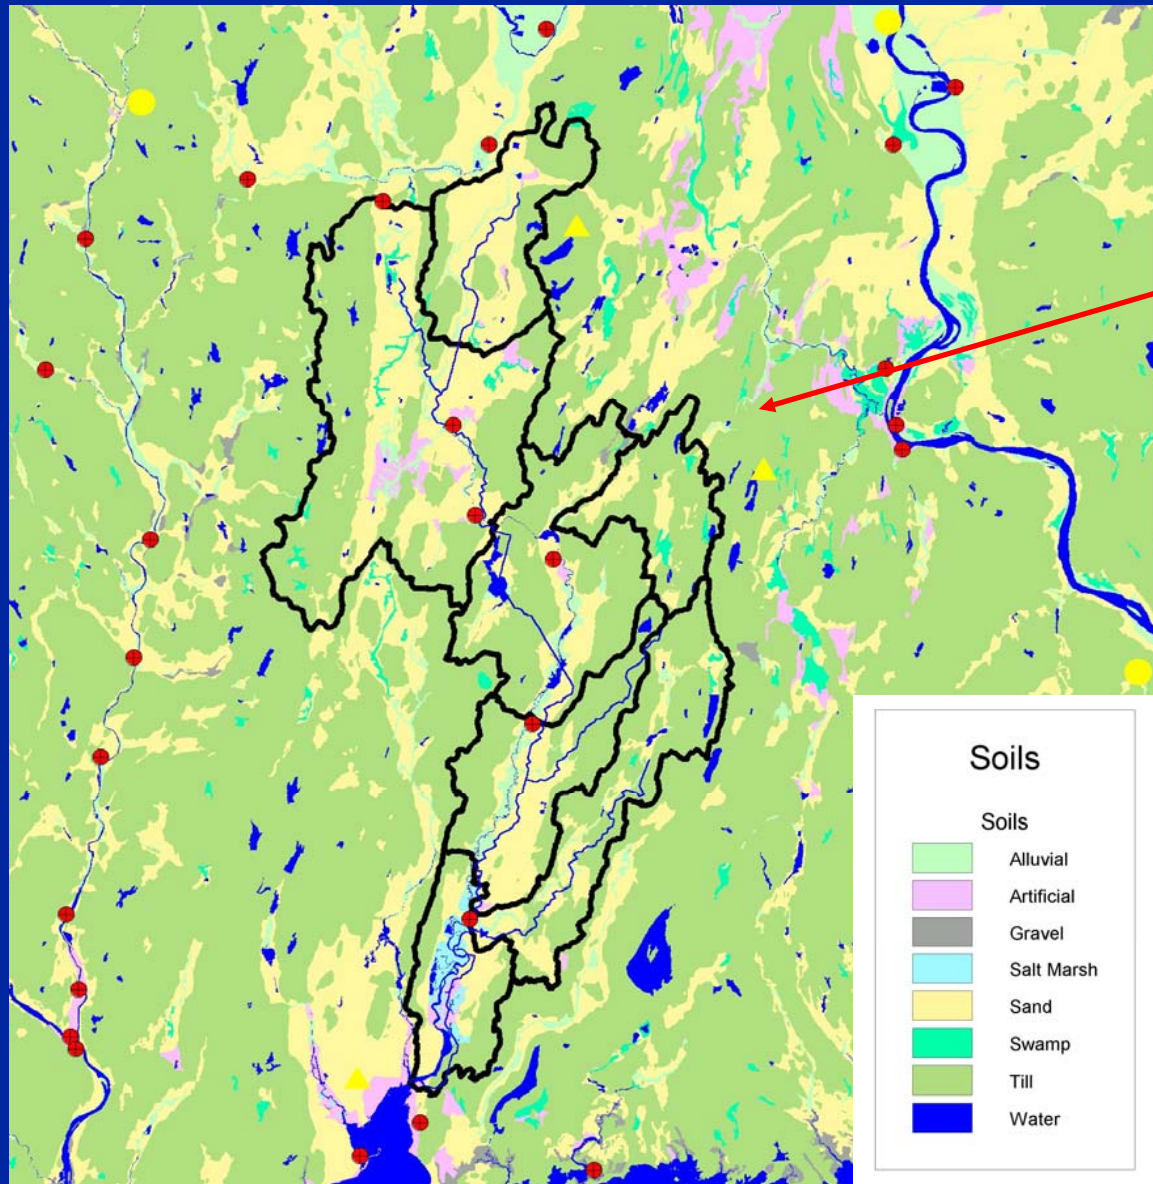 Soils
Soils
Alluvial
Artificial
Gravel
Salt Marsh
Sand
Swamp
Till
Water